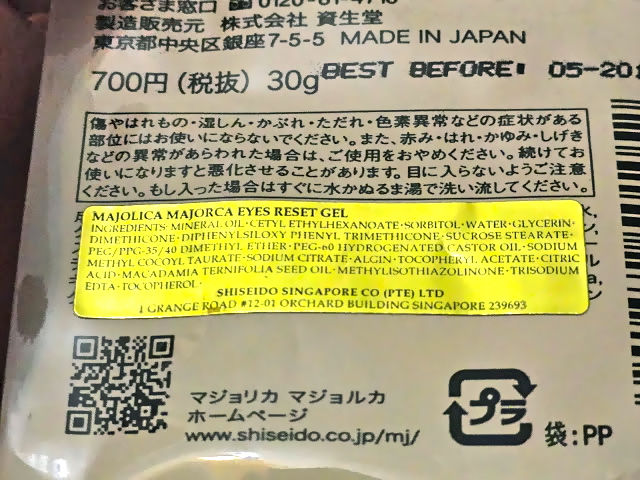 お客さま窓口 0120-81-4710
製造販売元 株式会社 資生堂
東京都中央区銀座7-5-5 MADE IN JAPAN
700円(税抜) 30g BEST BEFORE: 05-201
傷やはれもの・湿しん・かぶれ・ただれ・色素異常などの症状がある
部位にはお使いにならないでください。また、赤み・はれ・かゆみ・しげき
などの異常があらわれた場合は、ご使用をおやめください。続けてお
使いになりますと悪化させることがあります。目に入らないようご注意
ください。もし入った場合はすぐに水かぬるま湯で洗い流してください。
MAJOLICA MAJORCA EYES RESET GEL
INGREDIENTS: MINERAL OIL·CETYL ETHYLHEXANOATE·SORBITOL·WATER·GLYCERIN·
DIMETHICONE·DIPHENYLSILOXY PHENYL TRIMETHICONE·SUCROSE STEARATE·
PEG/PPG-35/40 DIMETHYL ETHER·PEG-60 HYDROGENATED CASTOR OIL·SODIUM
METHYL COCOYL TAURATE·SODIUM CITRATE·ALGIN·TOCOPHERYL ACETATE·CITRIC
ACID·MACADAMIA TERNIFOLIA SEED OIL·METHYLISOTHIAZOLINONE·TRISODIUM
EDTA·TOCOPHEROL·
SHISEIDO SINGAPORE CO (PTE) LTD
1 GRANGE ROAD #12-01 ORCHARD BUILDING SINGAPORE 239693
マジョリカ マジョルカ
ホームページ
www.shiseido.co.jp/mj/
プラ
袋:PP